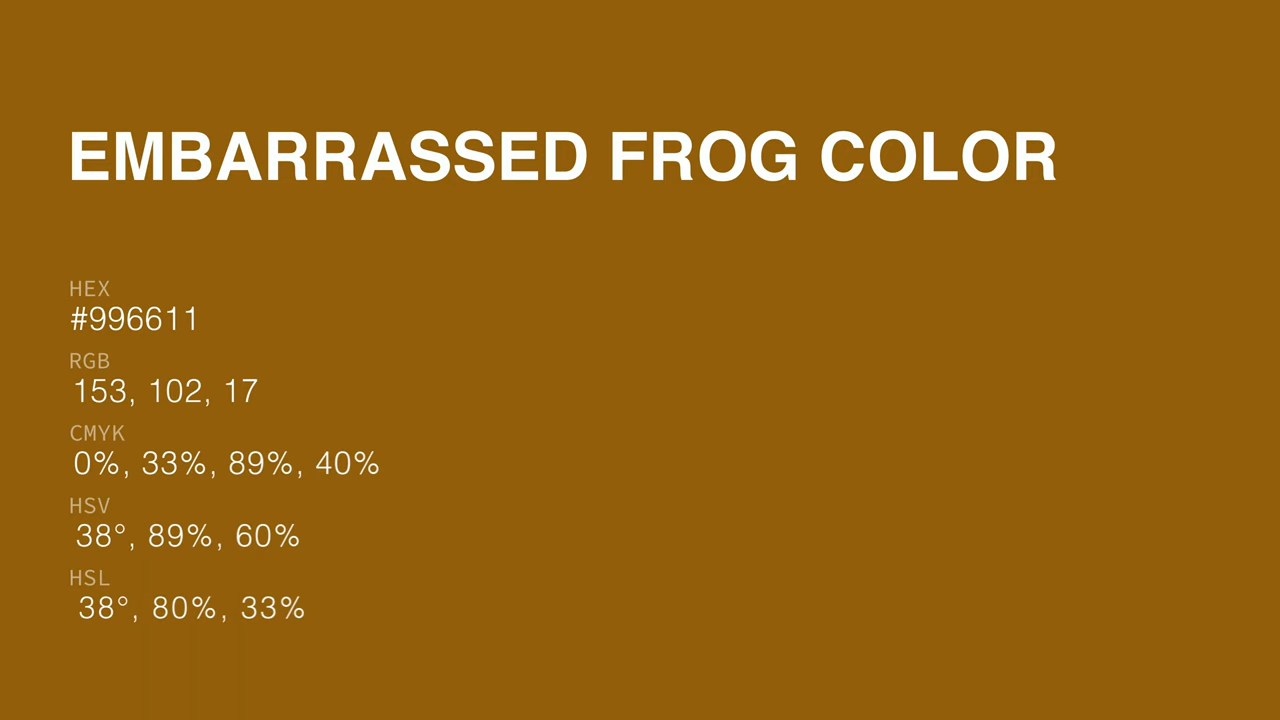 EMBARRASSED FROG COLOR
HEX
#996611
RGB
153, 102, 17
CMYK
0%, 33%, 89%, 40%
HSV
38°, 89%, 60%
HSL
38°, 80%, 33%